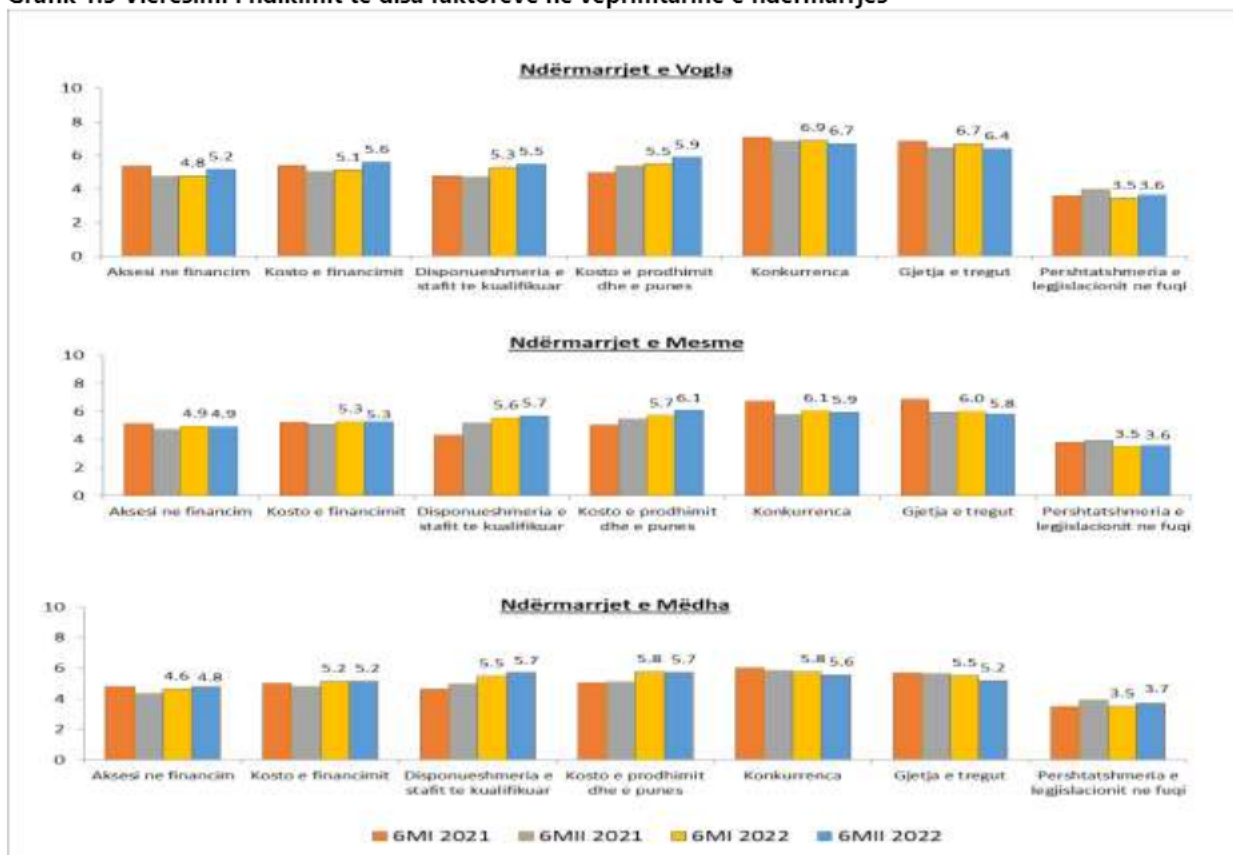 Ndërmarrjet e Vogla
10
8
6
4
2
0
4.8 5.2
5.1 5.6
5.3 5.5
5.5 5.9
6.9 6.7
6.7 6.4
3.5 3.6
Aksesi ne financim
Kosto e financimit
Disponueshmeria e
stafit te kualifikuar
Kosto e prodhimit
dhe e punes
Konkurrenca
Gjetja e tregut
Pershtatshmeria e
legjislacionit ne fuqi
Ndërmarrjet e Mesme
10
8
6
4
2
0
4.9 4.9
5.3 5.3
5.6 5.7
5.7 6.1
6.1 5.9
6.0 5.8
3.5 3.6
Aksesi ne financim
Kosto e financimit
Disponueshmeria e
stafit te kualifikuar
Kosto e prodhimit
dhe e punes
Konkurrenca
Gjetja e tregut
Pershtatshmeria e
legjislacionit ne fuqi
Ndërmarrjet e Mëdha
10
8
6
4
2
0
4.6 4.8
5.2 5.2
5.5 5.7
5.8 5.7
5.8 5.6
5.5 5.2
3.5 3.7
Aksesi ne financim
Kosto e financimit
Disponueshmeria e
stafit te kualifikuar
Kosto e prodhimit
dhe e punes
Konkurrenca
Gjetja e tregut
Pershtatshmeria e
legjislacionit ne fuqi
6MI 2021 6MII 2021 6MI 2022 6MII 2022